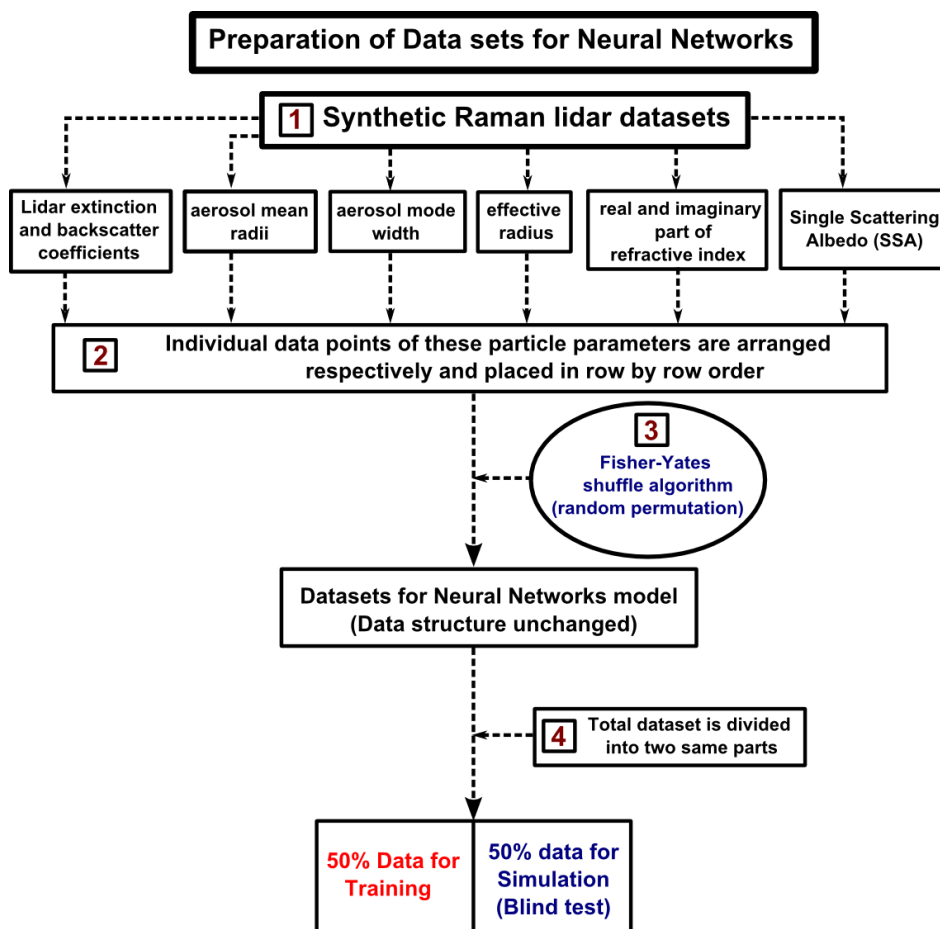 Preparation of Data sets for Neural Networks
1 Synthetic Raman lidar datasets
Lidar extinction
and backscatter
coefficients
aerosol mean
radii
aerosol mode
width
effective
radius
real and imaginary
part of
refractive index
Single Scattering
Albedo (SSA)
2 Individual data points of these particle parameters are arranged
respectively and placed in row by row order
3
Fisher-Yates
shuffle algorithm
(random permutation)
Datasets for Neural Networks model
(Data structure unchanged)
4 Total dataset is divided
into two same parts
50% Data for
Training
50% data for
Simulation
(Blind test)